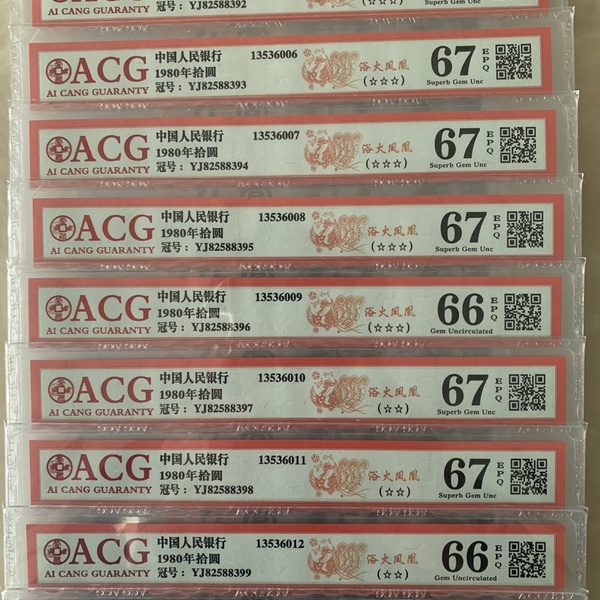 AI CANG GUARANTY
冠号：YJ82588392
Superb Gem Unc
ACG
AI CANG GUARANTY
中国人民银行
1980年拾圆
冠号：YJ82588393
13536006
浴火凤凰
(☆☆☆)
67
EPQ
Superb Gem Unc
ACG
AI CANG GUARANTY
中国人民银行
1980年拾圆
冠号：YJ82588394
13536007
浴火凤凰
(☆☆☆)
67
EPQ
Superb Gem Unc
ACG
AI CANG GUARANTY
中国人民银行
1980年拾圆
冠号：YJ82588395
13536008
浴火凤凰
(☆☆☆)
67
EPQ
Superb Gem Unc
ACG
AI CANG GUARANTY
中国人民银行
1980年拾圆
冠号：YJ82588396
13536009
浴火凤凰
(☆☆☆)
66
EPQ
Gem Uncirculated
ACG
AI CANG GUARANTY
中国人民银行
1980年拾圆
冠号：YJ82588397
13536010
浴火凤凰
(☆☆)
67
EPQ
Superb Gem Unc
ACG
AI CANG GUARANTY
中国人民银行
1980年拾圆
冠号：YJ82588398
13536011
浴火凤凰
(☆☆)
67
EPQ
Superb Gem Unc
ACG
AI CANG GUARANTY
中国人民银行
1980年拾圆
冠号：YJ82588399
13536012
浴火凤凰
(☆☆)
66
EPQ
Gem Uncirculated